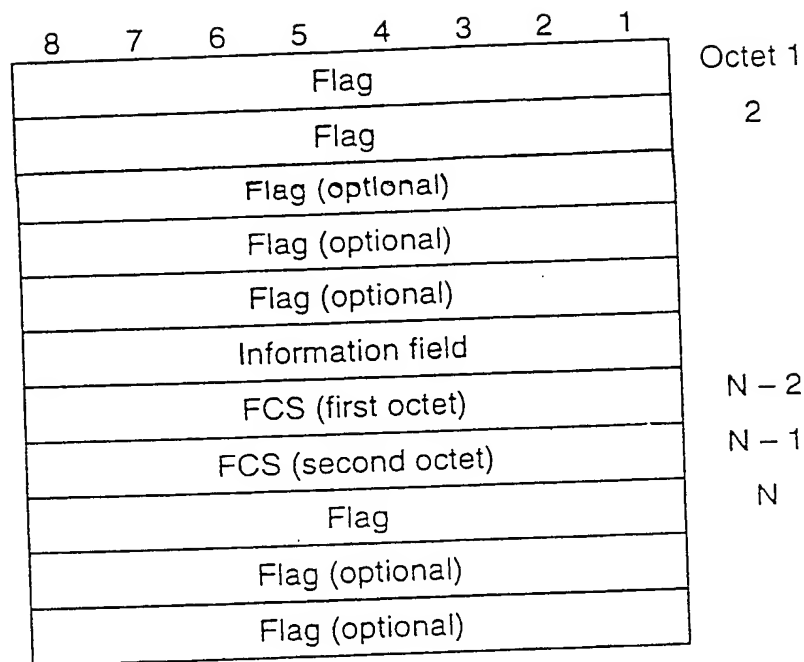 8 7 6 5 4 3 2 1
Flag Octet 1
Flag 2
Flag (optional)
Flag (optional)
Flag (optional)
Information field
FCS (first octet) N – 2
FCS (second octet) N – 1
Flag N
Flag (optional)
Flag (optional)